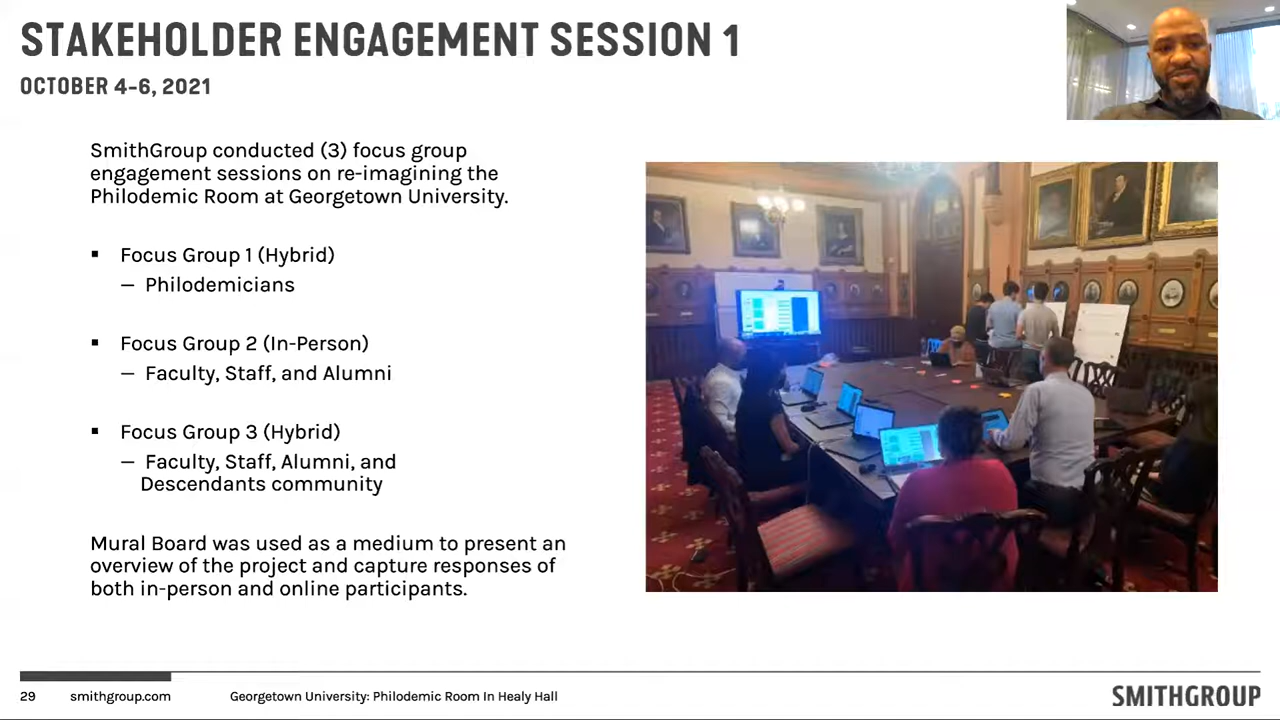 STAKEHOLDER ENGAGEMENT SESSION 1
OCTOBER 4-6, 2021
SmithGroup conducted (3) focus group
engagement sessions on re-imagining the
Philodemic Room at Georgetown University.
▪ Focus Group 1 (Hybrid)
– Philodemicians
▪ Focus Group 2 (In-Person)
– Faculty, Staff, and Alumni
▪ Focus Group 3 (Hybrid)
– Faculty, Staff, Alumni, and
Descendants community
Mural Board was used as a medium to present an
overview of the project and capture responses of
both in-person and online participants.
29 smithgroup.com Georgetown University: Philodemic Room In Healy Hall SMITHGROUP